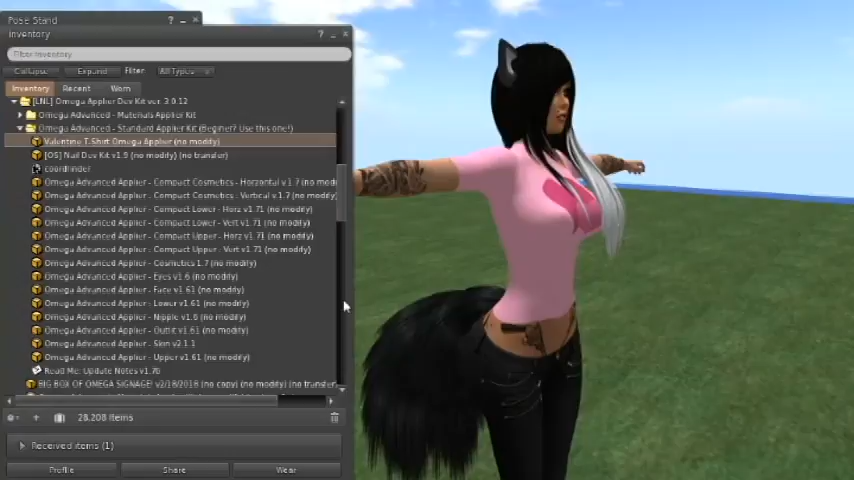 Pose Stand
Inventory
Filter Inventory
Collapse Expand Filter: All Types
Inventory Recent Worn
[LNL] Omega Applier Dev Kit ver. 3.0.12
Omega Advanced - Materials Applier Kit
Omega Advanced - Standard Applier Kit (Beginer? Use this one!)
Valentine T-Shirt Omega Applier (no modify)
[OS] Nail Dev Kit v1.9 (no modify) (no transfer)
coordfinder
Omega Advanced Applier - Compact Cosmetics - Horzontal v1.7 (no modi
Omega Advanced Applier - Compact Cosmetics - Vertical v1.7 (no modify)
Omega Advanced Applier - Compact Lower - Horz v1.71 (no modify)
Omega Advanced Applier - Compact Lower - Vert v1.71 (no modify)
Omega Advanced Applier - Compact Upper - Horz v1.71 (no modify)
Omega Advanced Applier - Compact Upper - Vert v1.71 (no modify)
Omega Advanced Applier - Cosmetics 1.7 (no modify)
Omega Advanced Applier - Eyes v1.6 (no modify)
Omega Advanced Applier - Face v1.61 (no modify)
Omega Advanced Applier - Lower v1.61 (no modify)
Omega Advanced Applier - Nipple v1.6 (no modify)
Omega Advanced Applier - Outfit v1.61 (no modify)
Omega Advanced Applier - Skin v2.1.1
Omega Advanced Applier - Upper v1.61 (no modify)
Read Me: Update Notes v1.76
BIG BOX OF OMEGA SIGNAGE! v2/18/2018 (no copy) (no modify) (no transfer
28,208 Items
Received Items (1)
Profile Share Wear